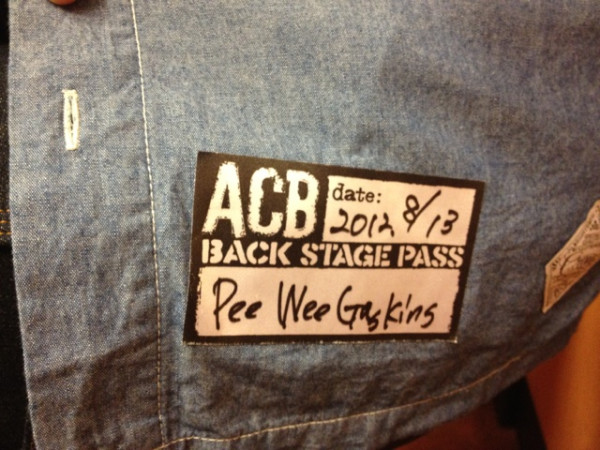 ACB
date:
2012 8/13
BACK STAGE PASS
Pee Wee Gaskins